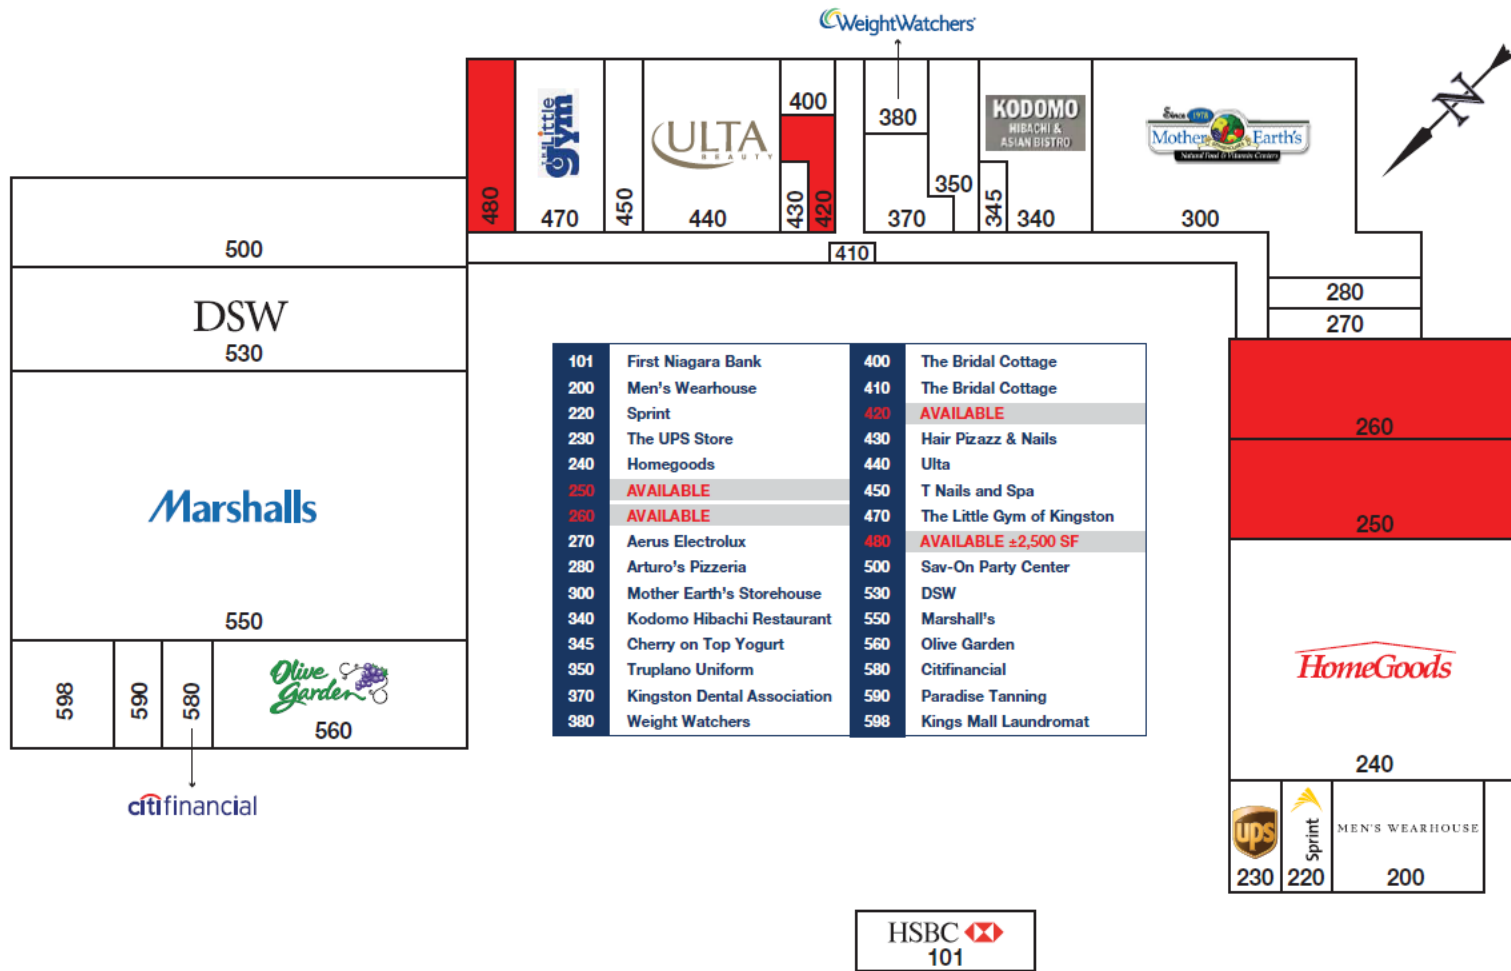 WeightWatchers
N
480
THE Little gym
470
450
ULTA
BEAUTY
440
400
430
420
380
370
350
345
KODOMO
HIBACHI &
ASIAN BISTRO
340
Since 1978
Mother Earth's
STOREHOUSE
Natural Food & Vitamin Centers
300
410
500
DSW
530
Marshalls
550
598
590
580
Olive
Garden
560
citifinancial
280
270
260
250
HomeGoods
240
ups
230
Sprint
220
MEN'S WEARHOUSE
200
101 First Niagara Bank
200 Men's Wearhouse
220 Sprint
230 The UPS Store
240 Homegoods
250 AVAILABLE
260 AVAILABLE
270 Aerus Electrolux
280 Arturo's Pizzeria
300 Mother Earth's Storehouse
340 Kodomo Hibachi Restaurant
345 Cherry on Top Yogurt
350 Truplano Uniform
370 Kingston Dental Association
380 Weight Watchers
400 The Bridal Cottage
410 The Bridal Cottage
420 AVAILABLE
430 Hair Pizazz & Nails
440 Ulta
450 T Nails and Spa
470 The Little Gym of Kingston
480 AVAILABLE ±2,500 SF
500 Sav-On Party Center
530 DSW
550 Marshall's
560 Olive Garden
580 Citifinancial
590 Paradise Tanning
598 Kings Mall Laundromat
HSBC
101